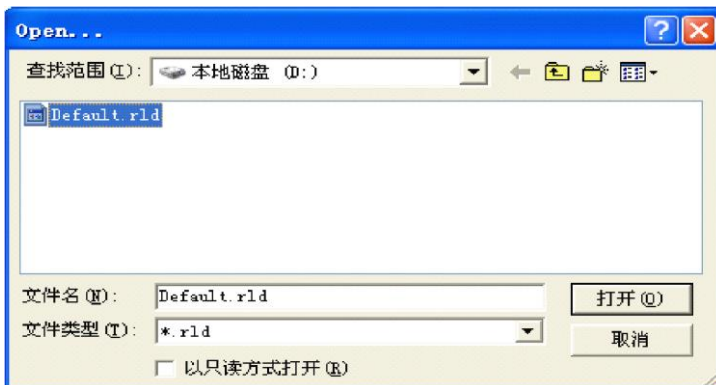 Open...
查找范围(I): 本地磁盘 (D:)
Default.rld
文件名(N): Default.rld 打开(O)
文件类型(T): *.rld 取消
以只读方式打开(R)